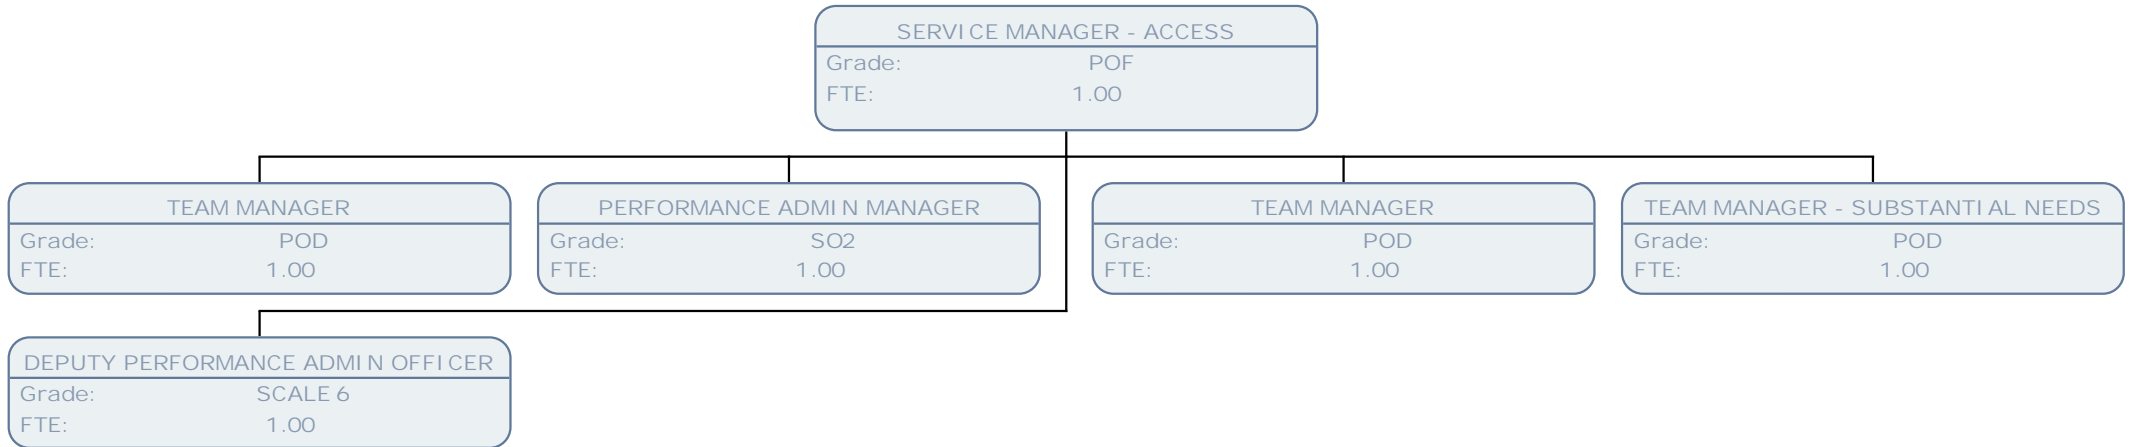 SERVICE MANAGER - ACCESS
Grade: POF
FTE: 1.00
TEAM MANAGER
Grade: POD
FTE: 1.00
PERFORMANCE ADMIN MANAGER
Grade: SO2
FTE: 1.00
TEAM MANAGER
Grade: POD
FTE: 1.00
TEAM MANAGER - SUBSTANTIAL NEEDS
Grade: POD
FTE: 1.00
DEPUTY PERFORMANCE ADMIN OFFICER
Grade: SCALE 6
FTE: 1.00